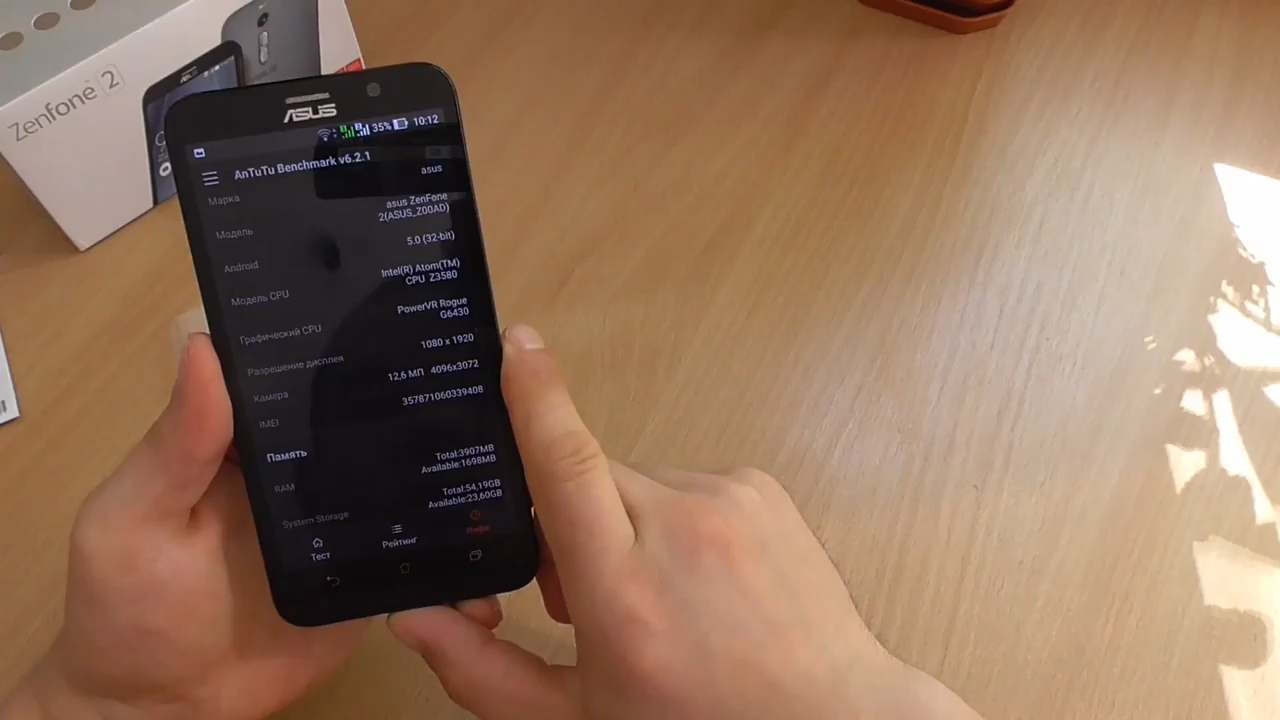 Zenfone 2
ASUS
35% 10:12
AnTuTu Benchmark v6.2.1
Марка asus
Модель asus ZenFone
2(ASUS_Z00AD)
Android 5.0 (32-bit)
Модель CPU Intel(R) Atom(TM)
CPU Z3580
Графический CPU PowerVR Rogue
G6430
Разрешение дисплея 1080 x 1920
Камера 12,6 МП 4096x3072
IMEI 357871060339408
Память
RAM Total:3907MB
Available:1698MB
System Storage Total:54,19GB
Available:23,60GB
Тест Рейтинг Инфо